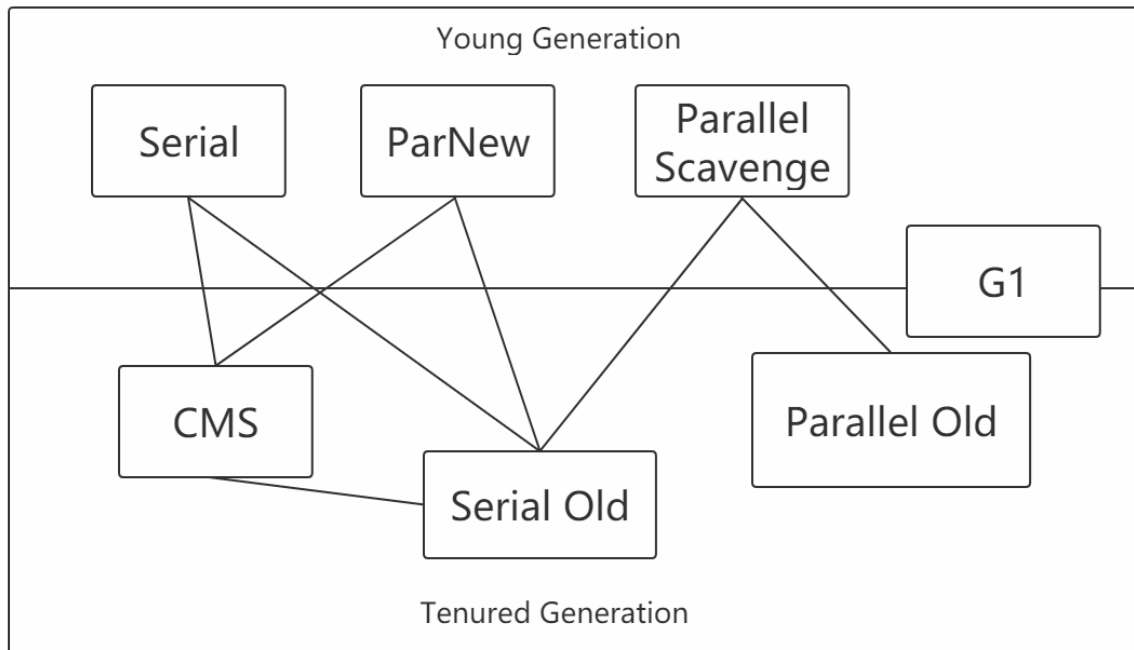 Young Generation
Serial
ParNew
Parallel
Scavenge
G1
CMS
Parallel Old
Serial Old
Tenured Generation